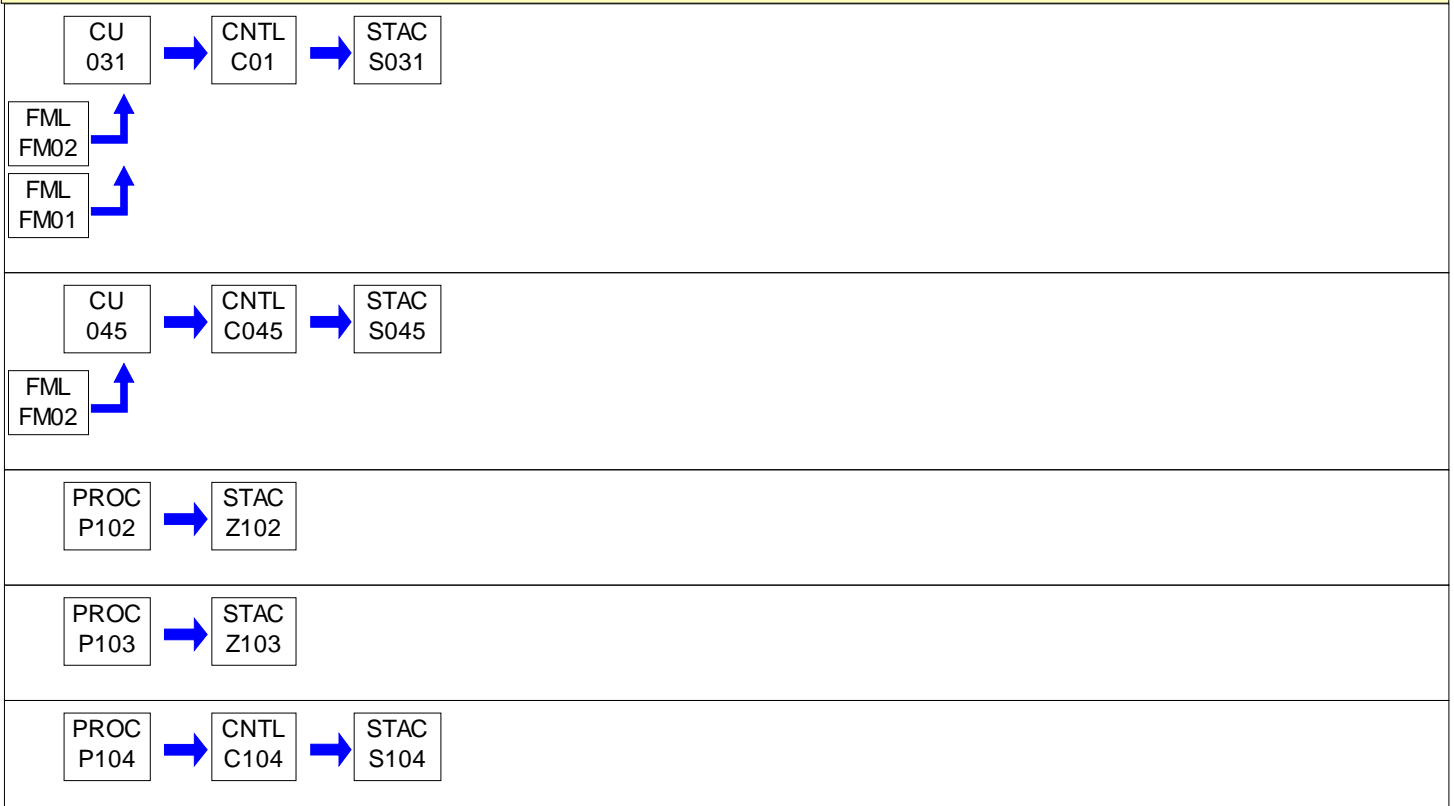 CU CNTL STAC
031 C01 S031
FML
FM02
FML
FM01
CU CNTL STAC
045 C045 S045
FML
FM02
PROC STAC
P102 Z102
PROC STAC
P103 Z103
PROC CNTL STAC
P104 C104 S104